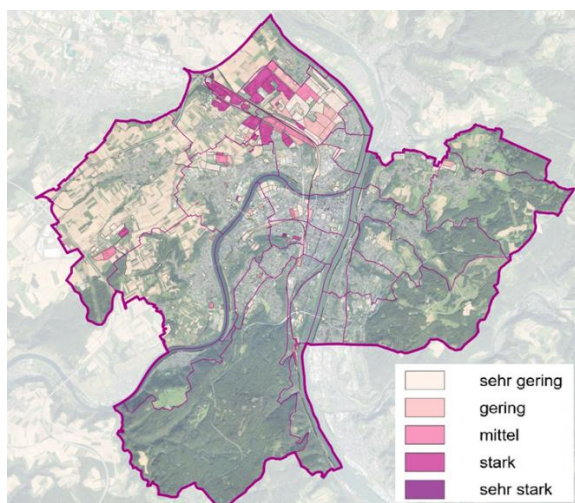 sehr gering
gering
mittel
stark
sehr stark